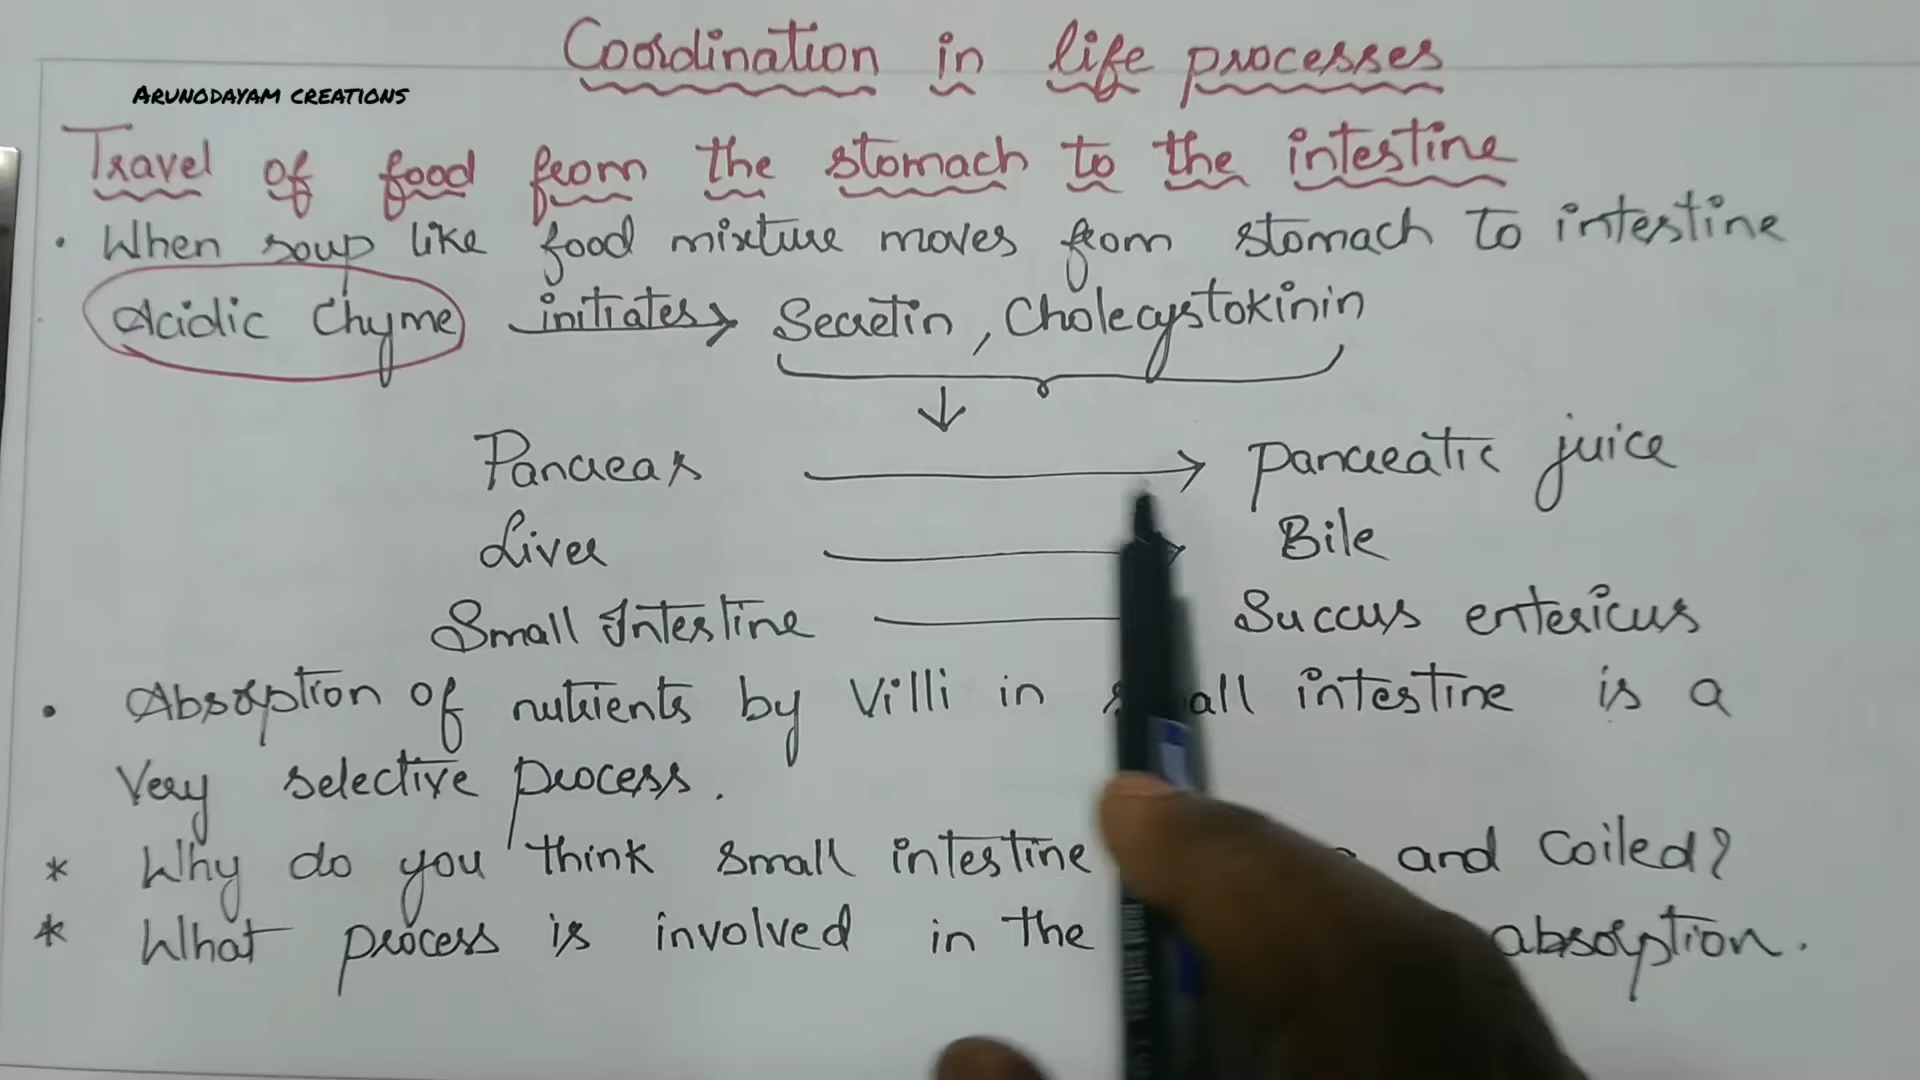 Coordination in life processes
ARUNODAYAM CREATIONS
Travel of food from the stomach to the intestine
• When soup like food mixture moves from stomach to intestine
Acidic Chyme initiates → Secretin, Cholecystokinin
↓
Pancreas → pancreatic juice
Liver → Bile
Small Intestine Succus entericus
• Absorption of nutrients by Villi in small intestine is a
Very selective process.
* Why do you think small intestine and Coiled?
* What process is involved in the absorption.